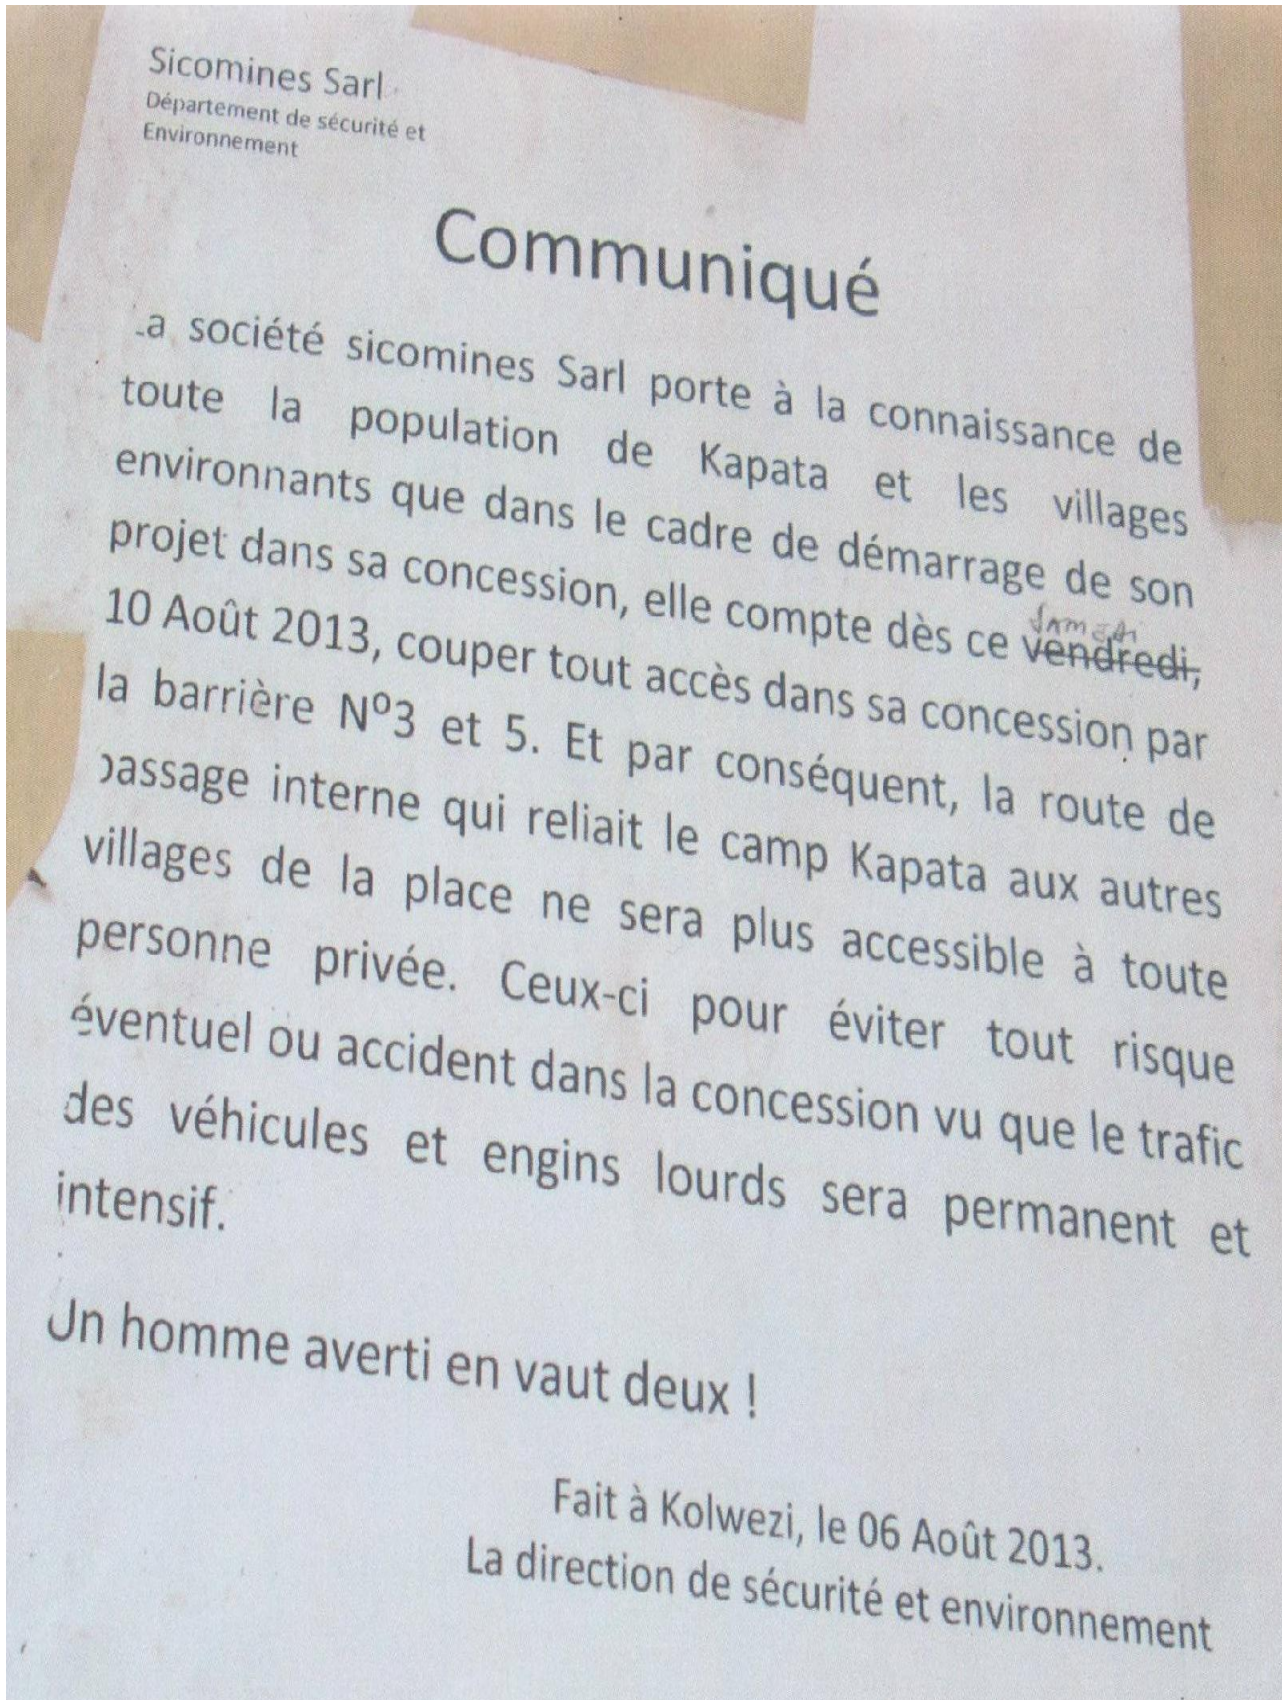 Sicomines Sarl
Département de sécurité et
Environnement
Communiqué
La société sicomines Sarl porte à la connaissance de
toute la population de Kapata et les villages
environnants que dans le cadre de démarrage de son
projet dans sa concession, elle compte dès ce vendredi,
samedi
10 Août 2013, couper tout accès dans sa concession par
la barrière N°3 et 5. Et par conséquent, la route de
passage interne qui reliait le camp Kapata aux autres
villages de la place ne sera plus accessible à toute
personne privée. Ceux-ci pour éviter tout risque
éventuel ou accident dans la concession vu que le trafic
des véhicules et engins lourds sera permanent et
intensif.
Un homme averti en vaut deux !
Fait à Kolwezi, le 06 Août 2013.
La direction de sécurité et environnement